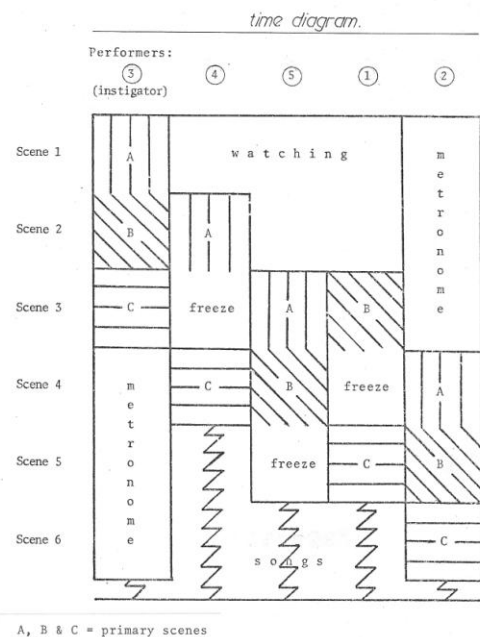 time diagram.
Performers:
3 4 5 1 2
(instigator)
Scene 1 A watching metronome
Scene 2 B A
Scene 3 C freeze A B
Scene 4 metronome C B freeze A
Scene 5 freeze C B
Scene 6 songs C
A, B & C = primary scenes